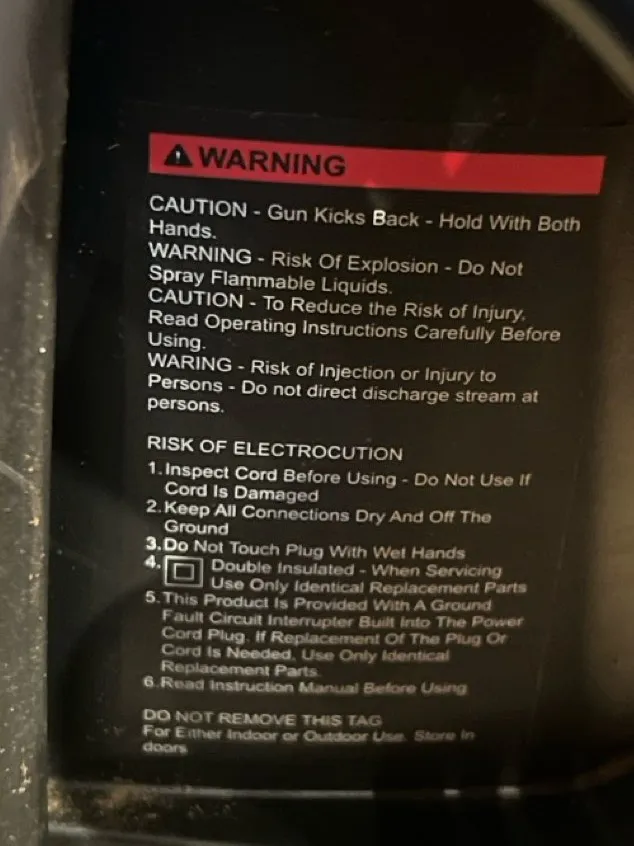 WARNING
CAUTION - Gun Kicks Back - Hold With Both
Hands.
WARNING - Risk Of Explosion - Do Not
Spray Flammable Liquids.
CAUTION - To Reduce the Risk of Injury,
Read Operating Instructions Carefully Before
Using.
WARING - Risk of Injection or Injury to
Persons - Do not direct discharge stream at
persons.
RISK OF ELECTROCUTION
1. Inspect Cord Before Using - Do Not Use If
Cord Is Damaged
2. Keep All Connections Dry And Off The
Ground
3. Do Not Touch Plug With Wet Hands
4. Double Insulated - When Servicing
Use Only Identical Replacement Parts
5. This Product Is Provided With A Ground
Fault Circuit Interrupter Built Into The Power
Cord Plug. If Replacement Of The Plug Or
Cord Is Needed, Use Only Identical
Replacement Parts.
6. Read Instruction Manual Before Using
DO NOT REMOVE THIS TAG
For Either Indoor or Outdoor Use. Store In
doors